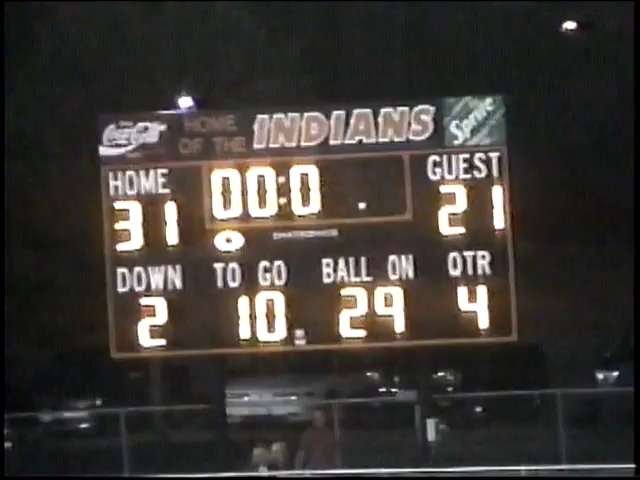 Coca-Cola HOME OF THE INDIANS Sprite
HOME 00:0 . GUEST
31 21
DAKTRONICS
DOWN TO GO BALL ON QTR
2 10 29 4